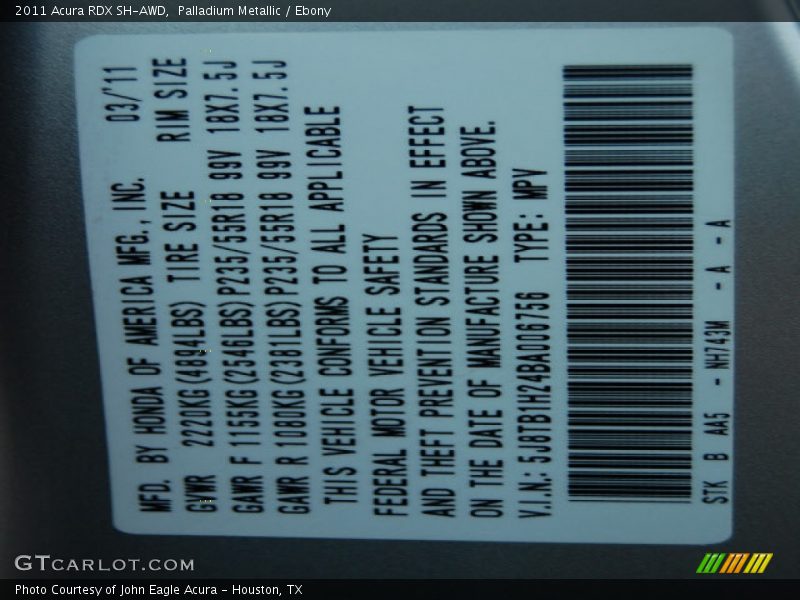 2011 Acura RDX SH-AWD,  Palladium Metallic / Ebony
MFD. BY HONDA OF AMERICA MFG., INC. 03/'11
GVWR 2220KG(4894LBS) TIRE SIZE RIM SIZE
GAWR F 1155KG(2546LBS)P235/55R18 99V 18X7.5J
GAWR R 1080KG(2381LBS)P235/55R18 99V 18X7.5J
THIS VEHICLE CONFORMS TO ALL APPLICABLE
FEDERAL MOTOR VEHICLE SAFETY
AND THEFT PREVENTION STANDARDS IN EFFECT
ON THE DATE OF MANUFACTURE SHOWN ABOVE.
V.I.N: 5J8TB1H24BA006756 TYPE: MPV
STK B AA5 - NH743M - A - A
GTCARLOT.COM
Photo Courtesy of John Eagle Acura - Houston, TX